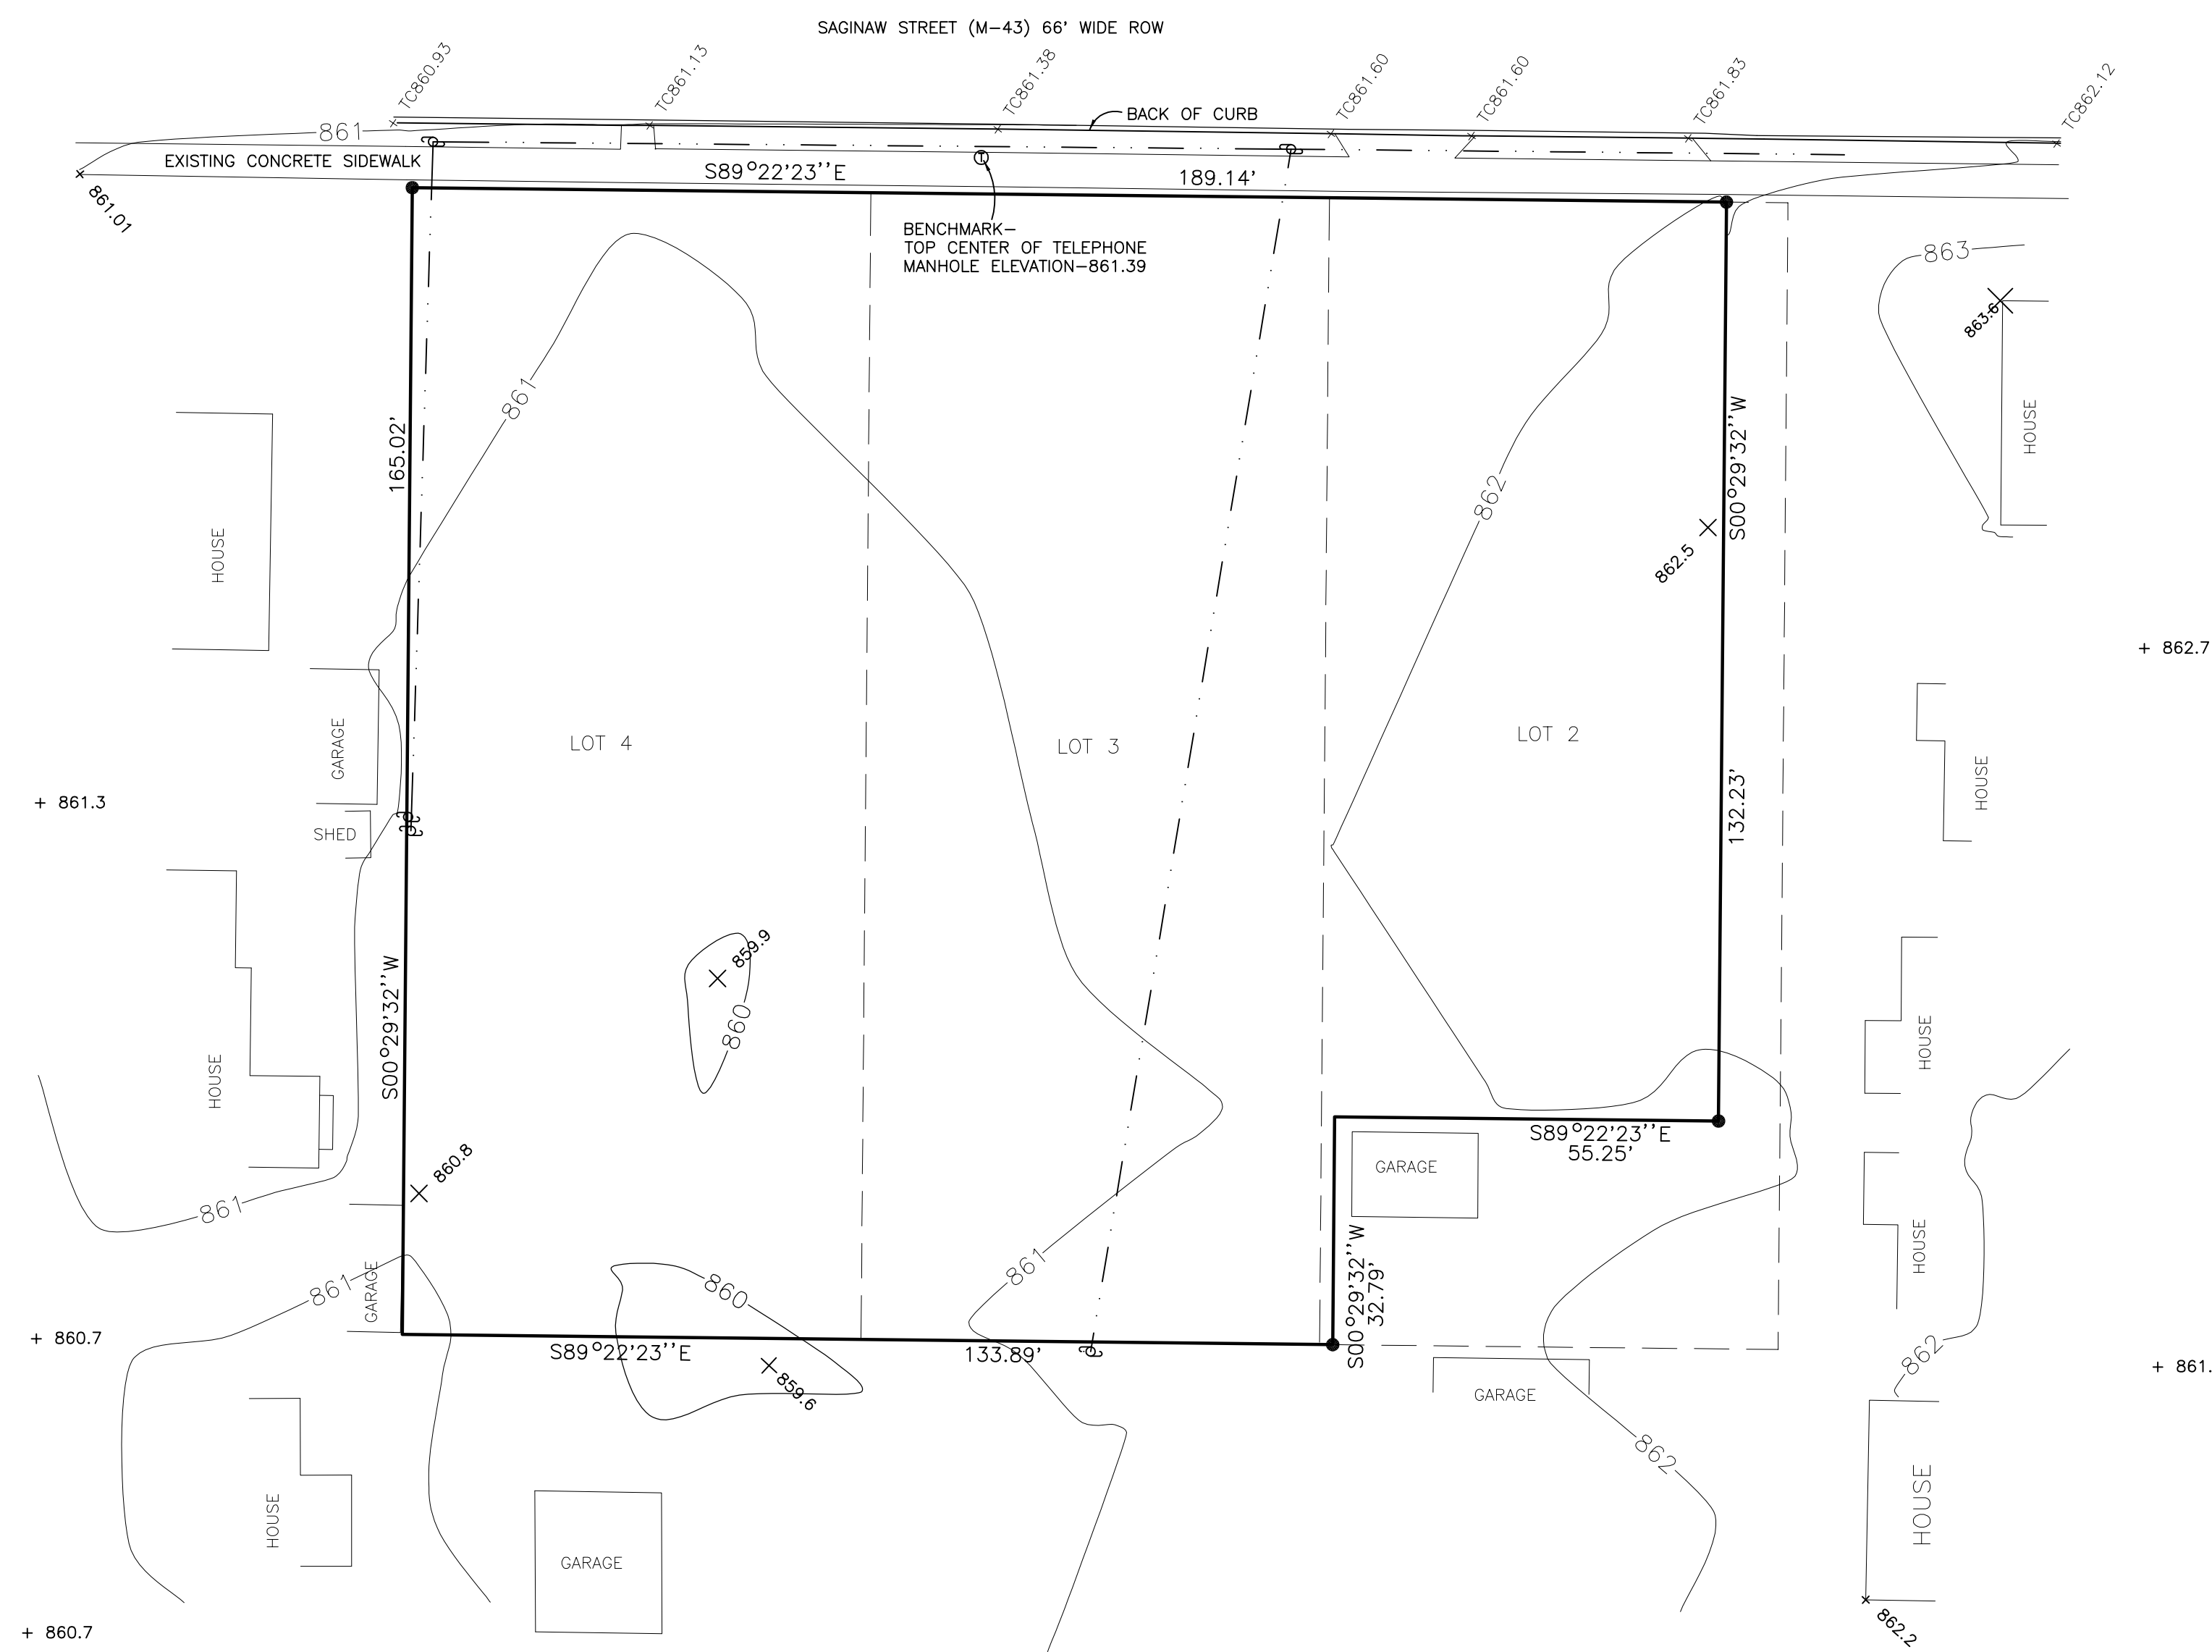 SAGINAW STREET (M-43) 66' WIDE ROW
TC860.93
TC861.13
TC861.38
TC861.60
TC861.60
TC861.83
TC862.12
BACK OF CURB
861
EXISTING CONCRETE SIDEWALK
861.01
S89°22'23''E
189.14'
BENCHMARK-
TOP CENTER OF TELEPHONE
MANHOLE ELEVATION-861.39
863
863.6
HOUSE
861
165.02'
862
S00°29'32''W
862.5
HOUSE
862.7
LOT 4
LOT 3
LOT 2
GARAGE
HOUSE
861.3
SHED
132.23'
859.9
860
S00°29'32''W
HOUSE
HOUSE
S89°22'23''E
55.25'
GARAGE
860.8
861
HOUSE
861
GARAGE
860
861
S00°29'32''W
32.79'
860.7
S89°22'23''E
133.89'
859.6
GARAGE
862
861.
862
HOUSE
HOUSE
GARAGE
862.2
860.7